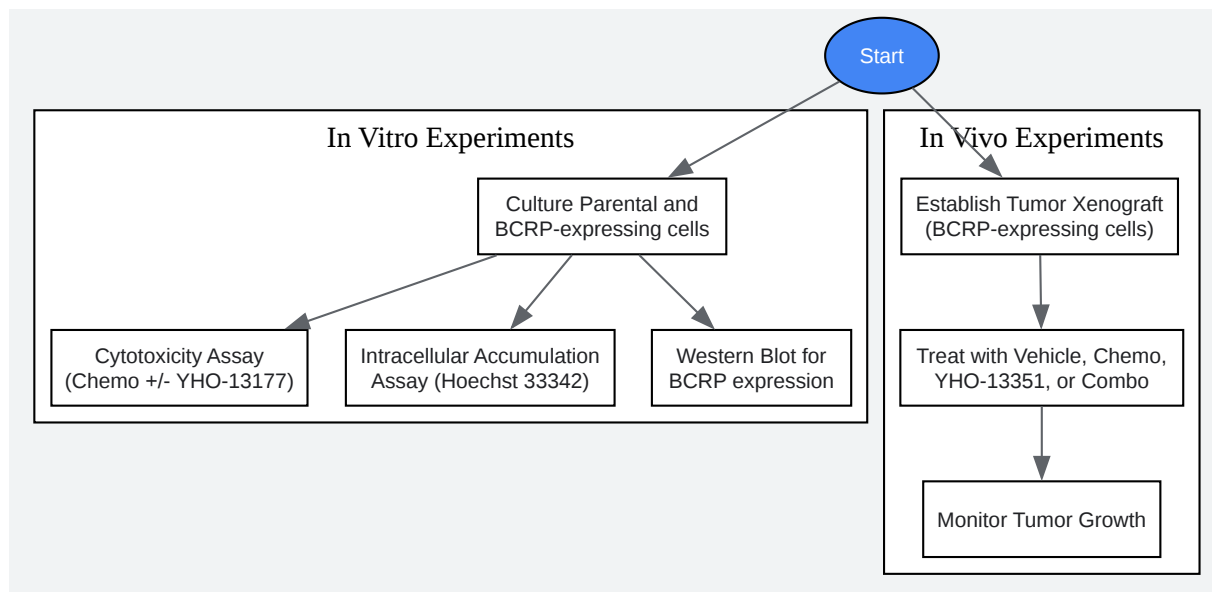 Start
In Vitro Experiments
Culture Parental and
BCRP-expressing cells
Cytotoxicity Assay
(Chemo +/- YHO-13177)
Intracellular Accumulation
Assay (Hoechst 33342)
Western Blot for
BCRP expression
In Vivo Experiments
Establish Tumor Xenograft
(BCRP-expressing cells)
Treat with Vehicle, Chemo,
YHO-13351, or Combo
Monitor Tumor Growth